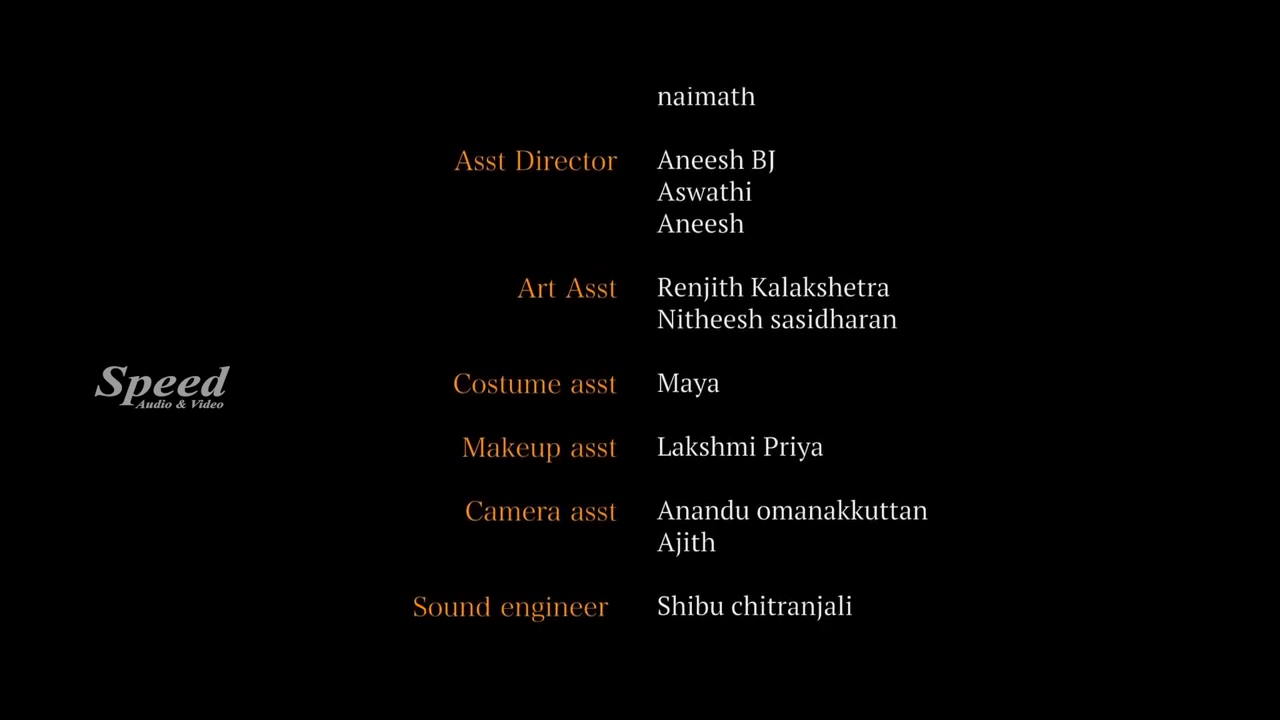 naimath
Asst Director Aneesh BJ
Aswathi
Aneesh
Art Asst Renjith Kalakshetra
Nitheesh sasidharan
Speed
Audio & Video
Costume asst Maya
Makeup asst Lakshmi Priya
Camera asst Anandu omanakkuttan
Ajith
Sound engineer Shibu chitranjali